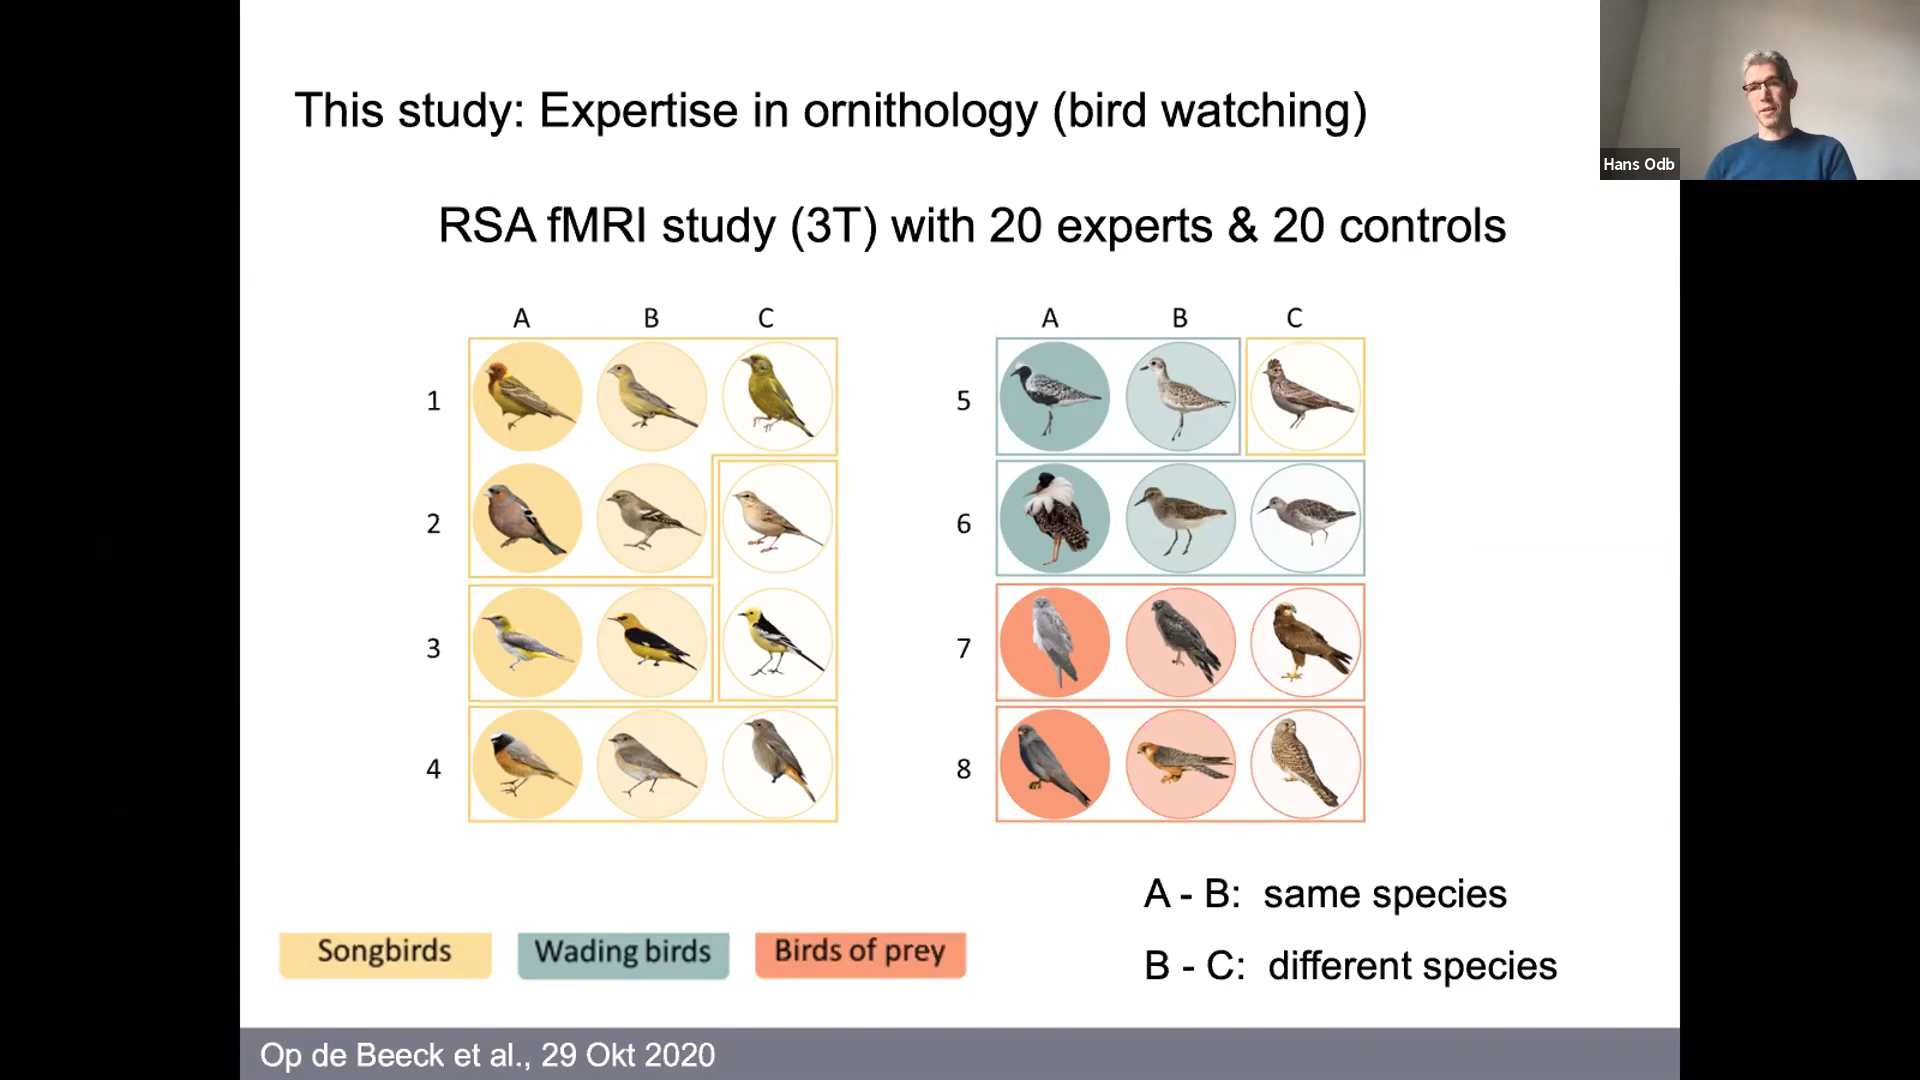 This study: Expertise in ornithology (bird watching)
Hans Odb
RSA fMRI study (3T) with 20 experts & 20 controls
A B C
A B C
1
2
3
4
5
6
7
8
A - B: same species
B - C: different species
Songbirds
Wading birds
Birds of prey
Op de Beeck et al., 29 Okt 2020